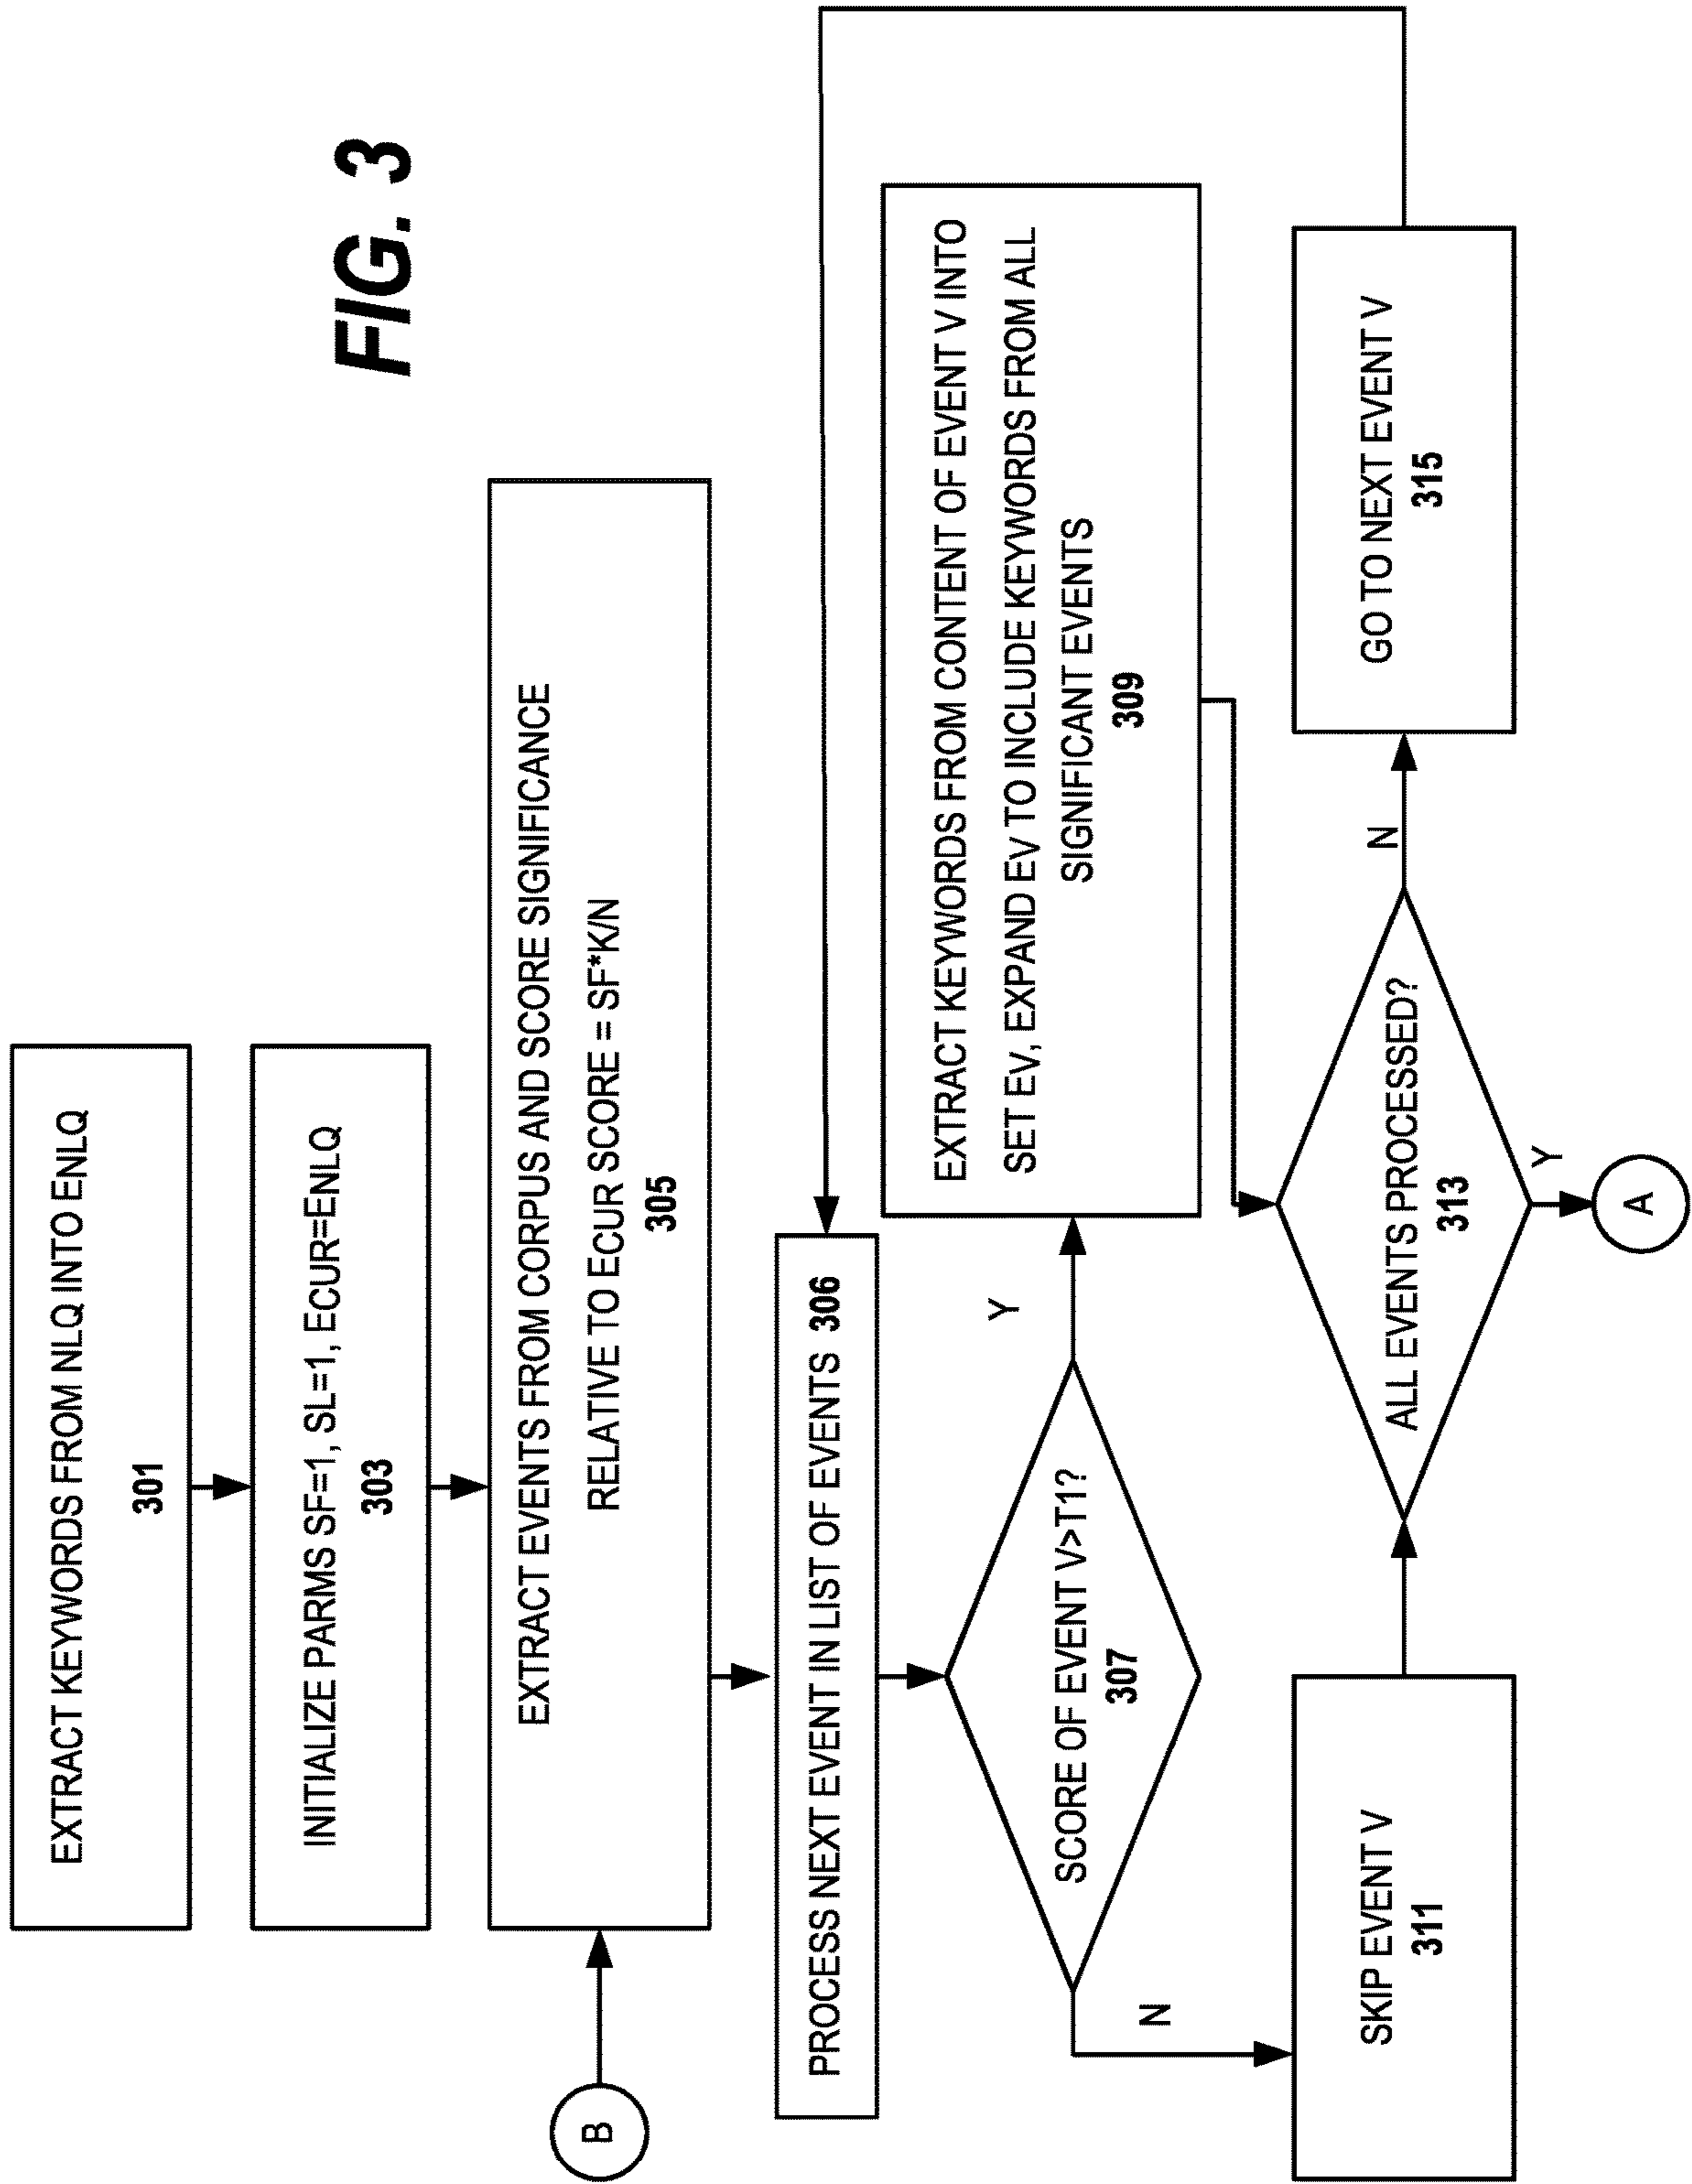 FIG. 3
EXTRACT KEYWORDS FROM NLQ INTO ENLQ
301
INITIALIZE PARMS SF=1, SL=1, ECUR=ENLQ
303
B
EXTRACT EVENTS FROM CORPUS AND SCORE SIGNIFICANCE
RELATIVE TO ECUR SCORE = SF*K/N
305
PROCESS NEXT EVENT IN LIST OF EVENTS 306
SCORE OF EVENT V>T1?
307
Y
N
EXTRACT KEYWORDS FROM CONTENT OF EVENT V INTO
SET EV, EXPAND EV TO INCLUDE KEYWORDS FROM ALL
SIGNIFICANT EVENTS
309
SKIP EVENT V
311
ALL EVENTS PROCESSED?
313
N
Y
GO TO NEXT EVENT V
315
A